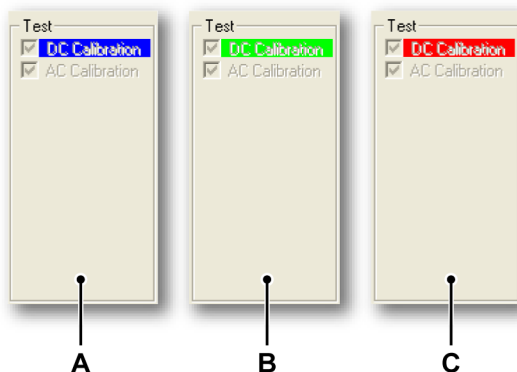 Test
DC Calibration
AC Calibration
Test
DC Calibration
AC Calibration
Test
DC Calibration
AC Calibration
A
B
C